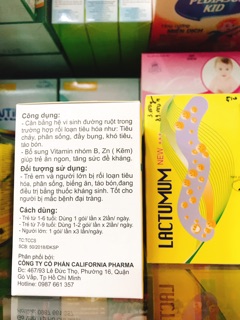 PEDIASURE
KID
Công dụng:
- Cân bằng hệ vi sinh đường ruột trong
trường hợp rối loạn tiêu hóa như: Tiêu
chảy, phân sống, đầy bụng, khó tiêu,
táo bón.
- Bổ sung Vitamin nhóm B, Zn ( Kẽm)
giúp trẻ ăn ngon, tăng sức đề kháng.
Đối tượng sử dụng:
- Trẻ em và người lớn bị rối loạn tiêu
hóa, phân sống, biếng ăn, táo bón,đang
điều trị bằng thuốc kháng sinh. Tốt cho
người bị mắc bệnh đại tràng.
Cách dùng:
- Trẻ từ 1-6 tuổi: Dùng 1 gói/ lần x 2lần/ ngày.
- Trẻ từ 7-9 tuổi: Dùng 1-2 gói/ lần x 2lần/ ngày.
- Người lớn: 1 gói/ lần x3 lần/ngày.
TC:TCCS
SCB: 50/2019/ĐKSP
Phân phối bởi:
CÔNG TY CỔ PHẦN CALIFORNIA PHARMA
Đc: 467/93 Lê Đức Thọ, Phường 16, Quận
Gò Vấp, Tp Hồ Chí Minh
Hotline: 0987 661 357
LACTOMUM NEW